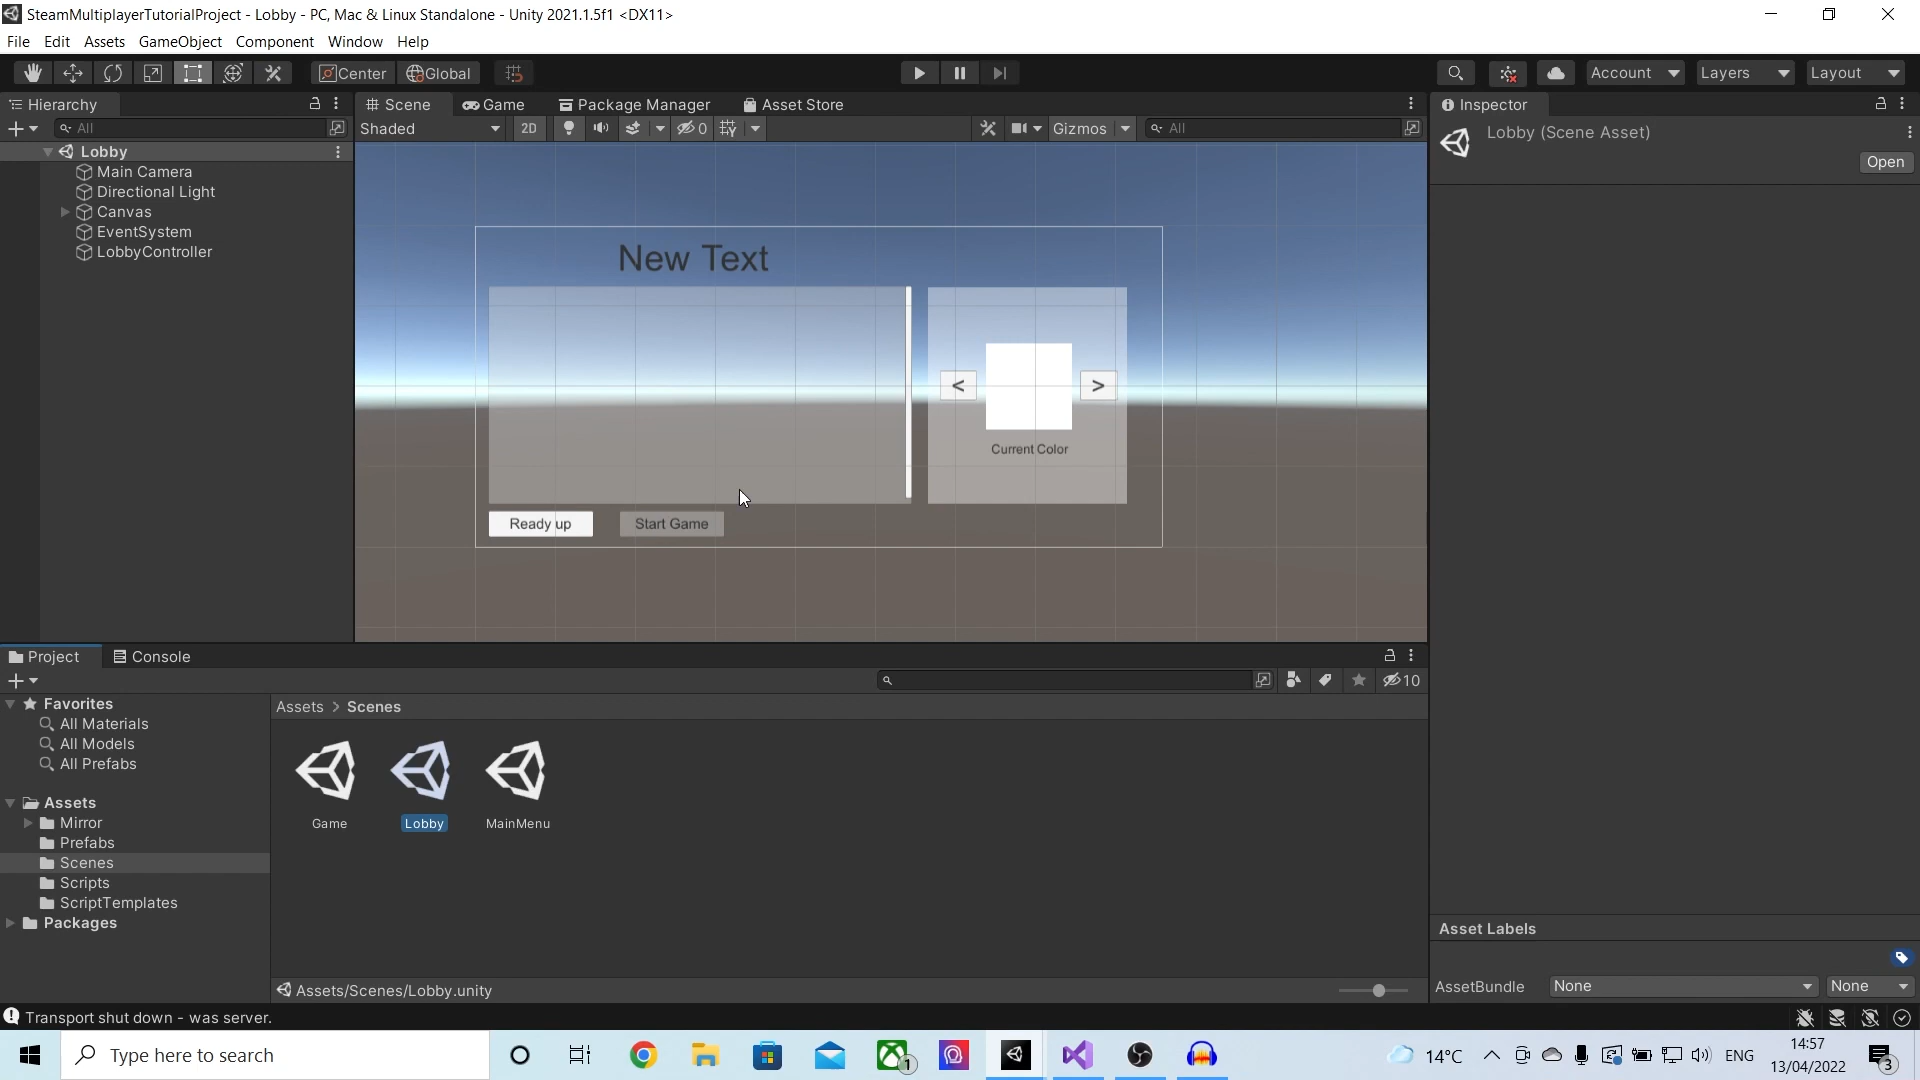 SteamMultiplayerTutorialProject - Lobby - PC, Mac & Linux Standalone - Unity 2021.1.5f1 <DX11>
File Edit Assets GameObject Component Window Help
Center Global Account Layers Layout
Hierarchy Scene Game Package Manager Asset Store Inspector
All Shaded 2D 0 Gizmos All
Lobby (Scene Asset)
Open
Lobby
Main Camera
Directional Light
Canvas
EventSystem
LobbyController
New Text
< >
Current Color
Ready up Start Game
Project Console
10
Favorites
All Materials
All Models
All Prefabs
Assets
Mirror
Prefabs
Scenes
Scripts
ScriptTemplates
Packages
Assets > Scenes
Game Lobby MainMenu
Assets/Scenes/Lobby.unity
Asset Labels
AssetBundle None None
Transport shut down - was server.
Type here to search
1
14°C
ENG
14:57
13/04/2022
3